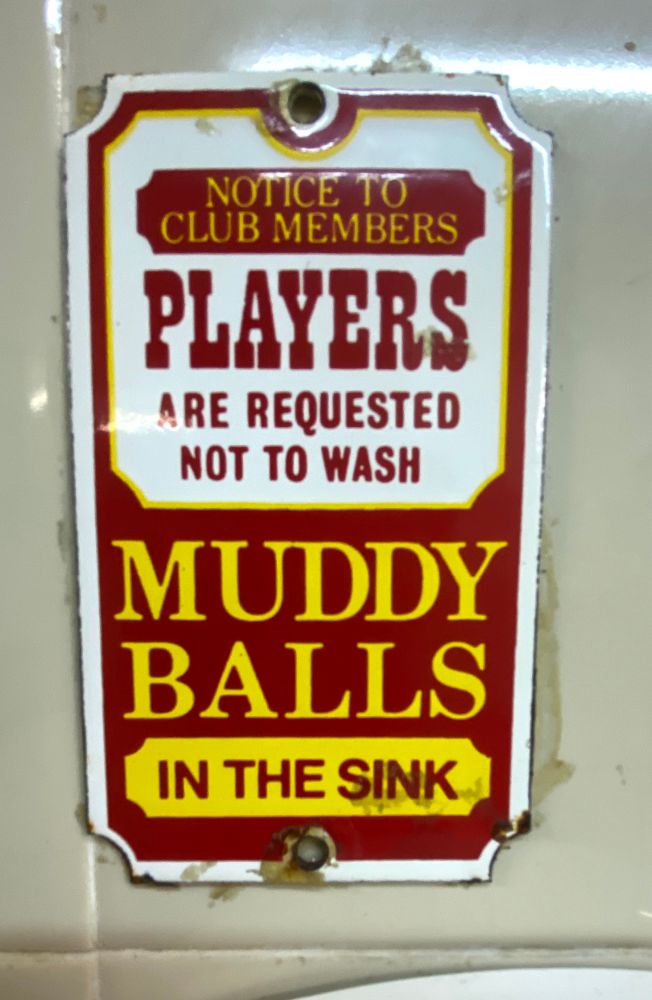 NOTICE TO
CLUB MEMBERS
PLAYERS
ARE REQUESTED
NOT TO WASH
MUDDY
BALLS
IN THE SINK